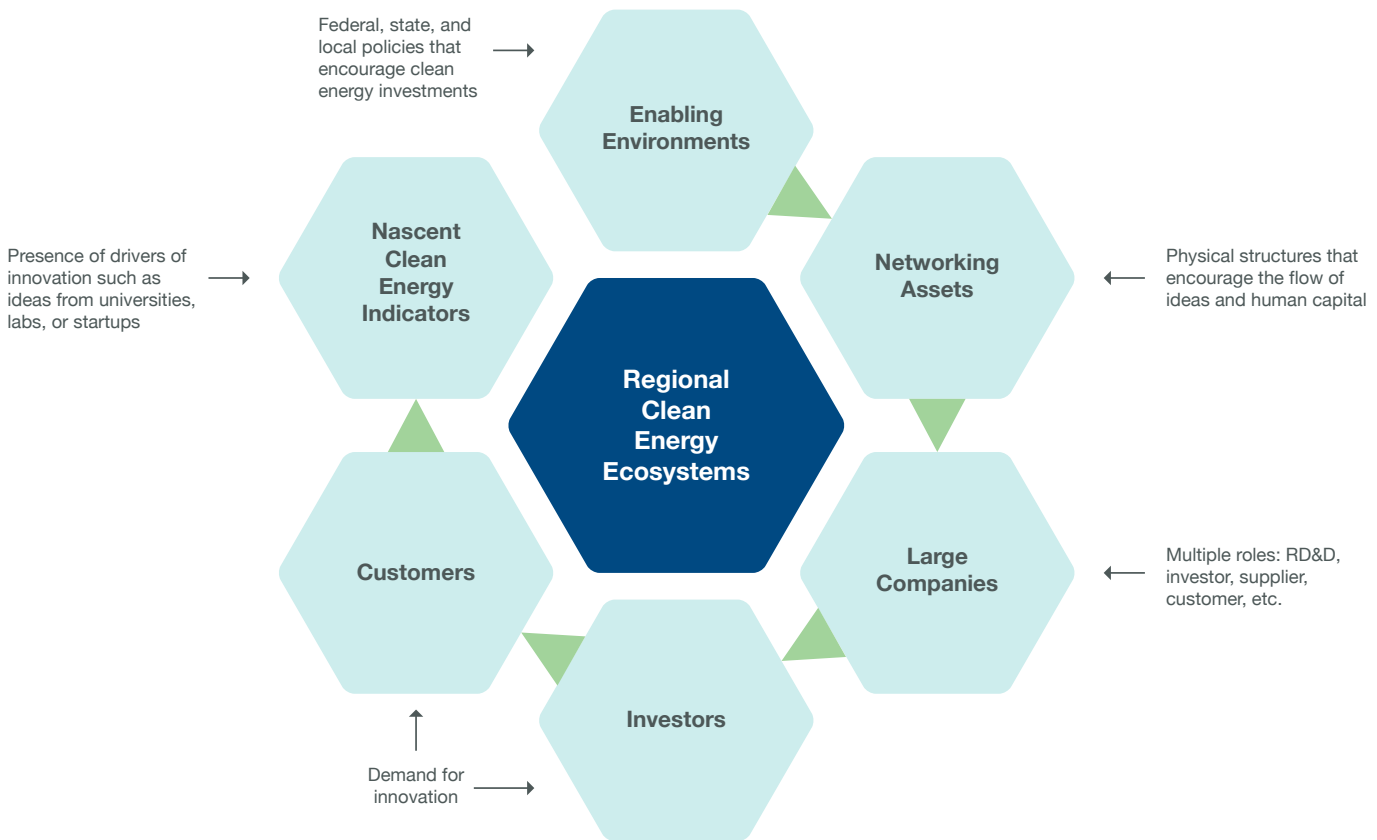 Federal, state, and
local policies that
encourage clean
energy investments
Enabling
Environments
Nascent
Clean
Energy
Indicators
Presence of drivers of
innovation such as
ideas from universities,
labs, or startups
Networking
Assets
Physical structures that
encourage the flow of
ideas and human capital
Regional
Clean
Energy
Ecosystems
Customers
Large
Companies
Multiple roles: RD&D,
investor, supplier,
customer, etc.
Investors
Demand for
innovation